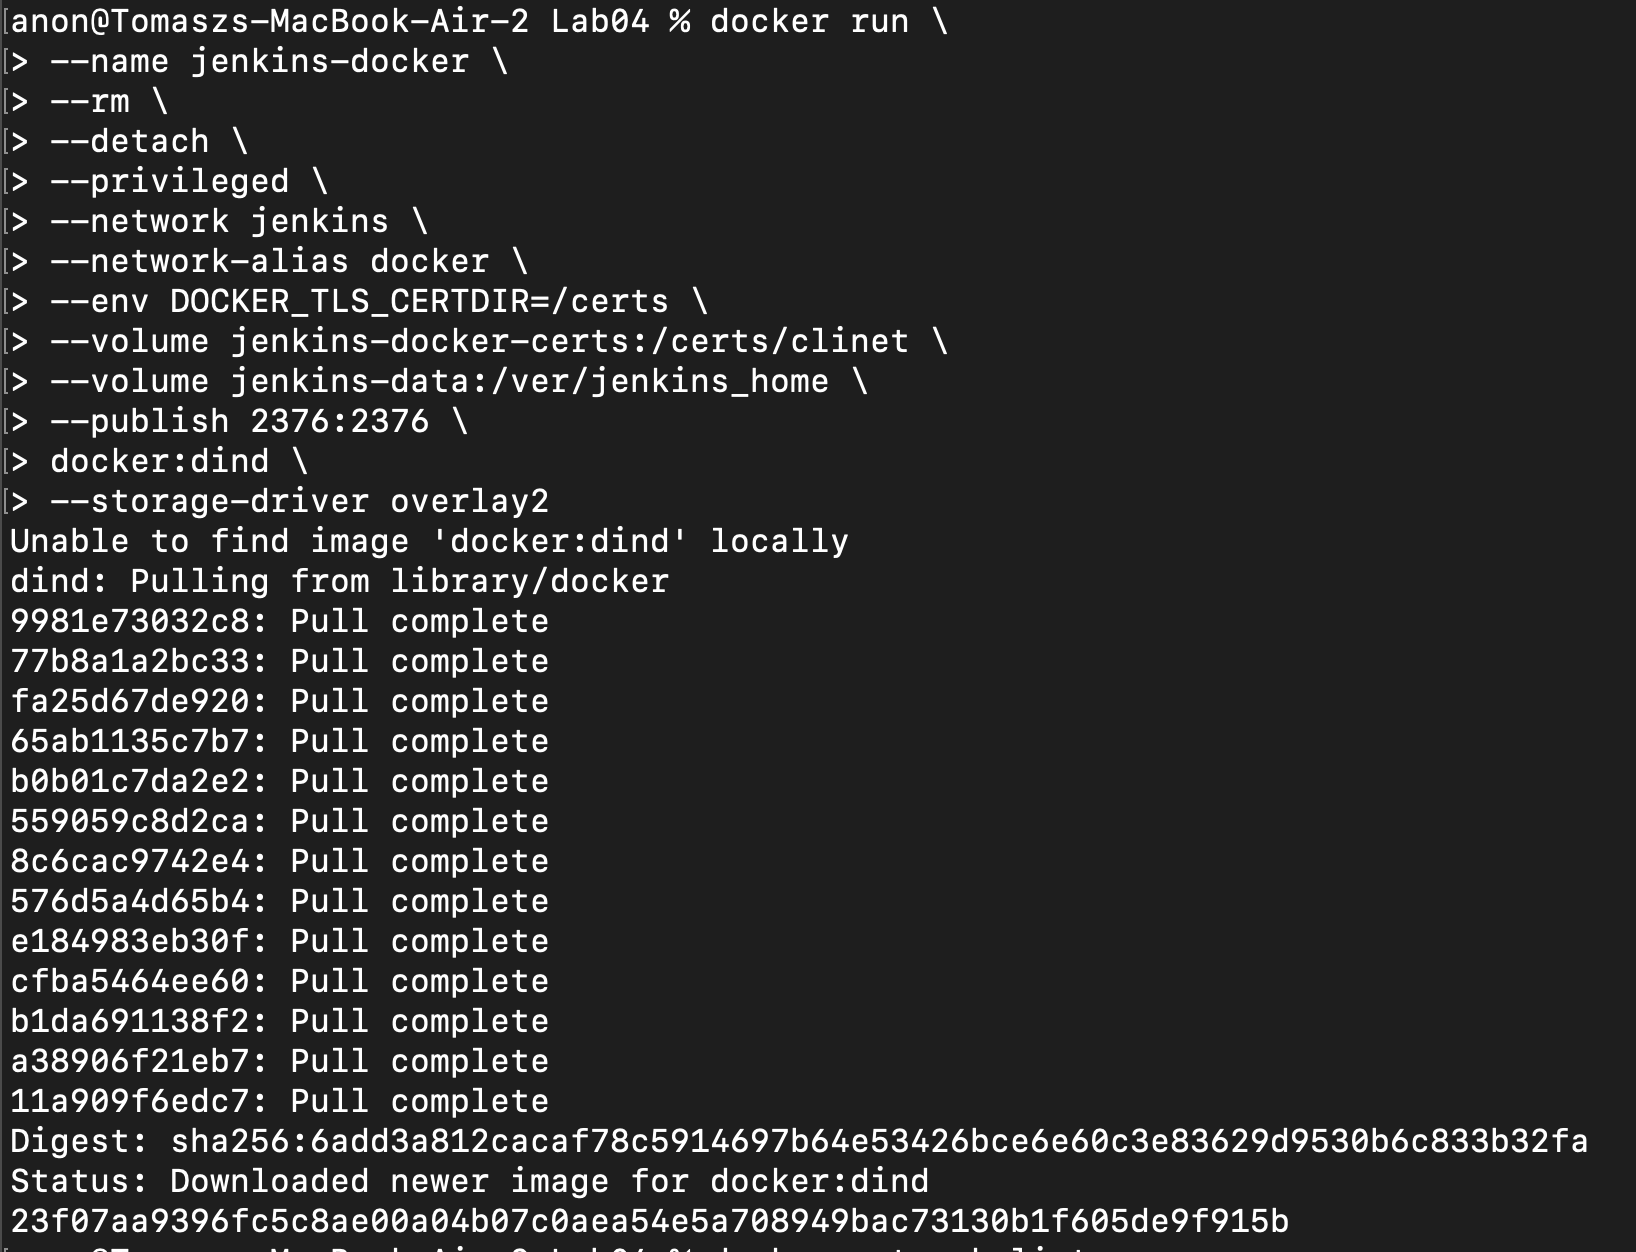 [anon@Tomaszs-MacBook-Air-2 Lab04 % docker run \
[> --name jenkins-docker \
[> --rm \
[> --detach \
[> --privileged \
[> --network jenkins \
[> --network-alias docker \
[> --env DOCKER_TLS_CERTDIR=/certs \
[> --volume jenkins-docker-certs:/certs/clinet \
[> --volume jenkins-data:/ver/jenkins_home \
[> --publish 2376:2376 \
[> docker:dind \
[> --storage-driver overlay2
Unable to find image 'docker:dind' locally
dind: Pulling from library/docker
9981e73032c8: Pull complete
77b8a1a2bc33: Pull complete
fa25d67de920: Pull complete
65ab1135c7b7: Pull complete
b0b01c7da2e2: Pull complete
559059c8d2ca: Pull complete
8c6cac9742e4: Pull complete
576d5a4d65b4: Pull complete
e184983eb30f: Pull complete
cfba5464ee60: Pull complete
b1da691138f2: Pull complete
a38906f21eb7: Pull complete
11a909f6edc7: Pull complete
Digest: sha256:6add3a812cacaf78c5914697b64e53426bce6e60c3e83629d9530b6c833b32fa
Status: Downloaded newer image for docker:dind
23f07aa9396fc5c8ae00a04b07c0aea54e5a708949bac73130b1f605de9f915b